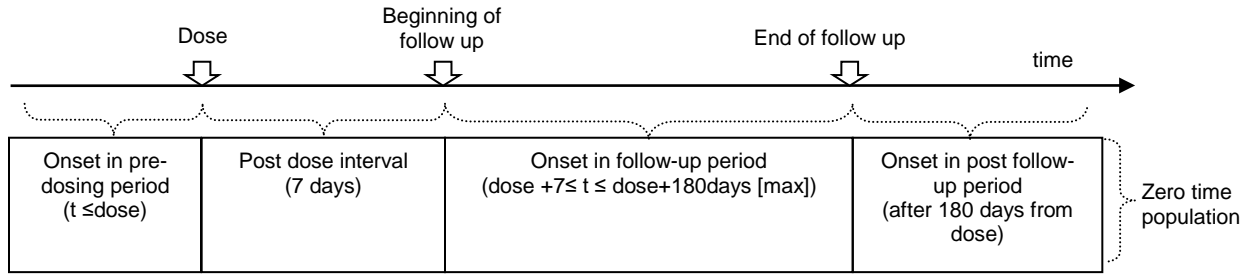 Dose
Beginning of
follow up
End of follow up
time
Onset in pre-
dosing period
(t ≤dose)
Post dose interval
(7 days)
Onset in follow-up period
(dose +7≤ t ≤ dose+180days [max])
Onset in post follow-
up period
(after 180 days from
dose)
Zero time
population